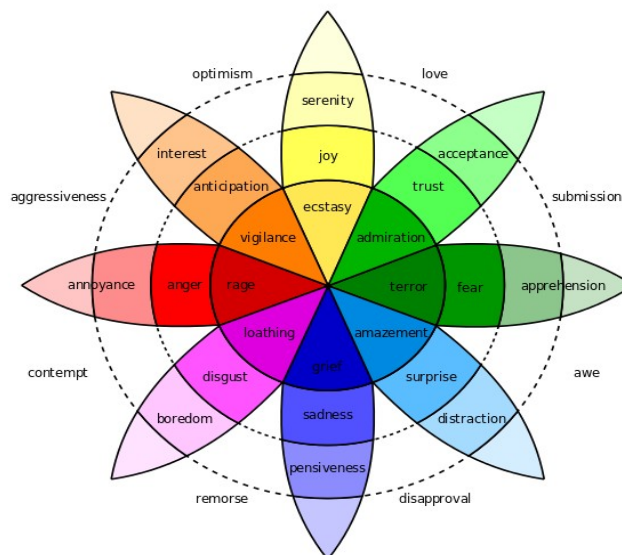 optimism
love
serenity
interest
joy
acceptance
anticipation
trust
aggressiveness
ecstasy
submission
vigilance
admiration
annoyance
anger
rage
terror
fear
apprehension
loathing
amazement
grief
contempt
disgust
surprise
awe
boredom
sadness
distraction
pensiveness
remorse
disapproval